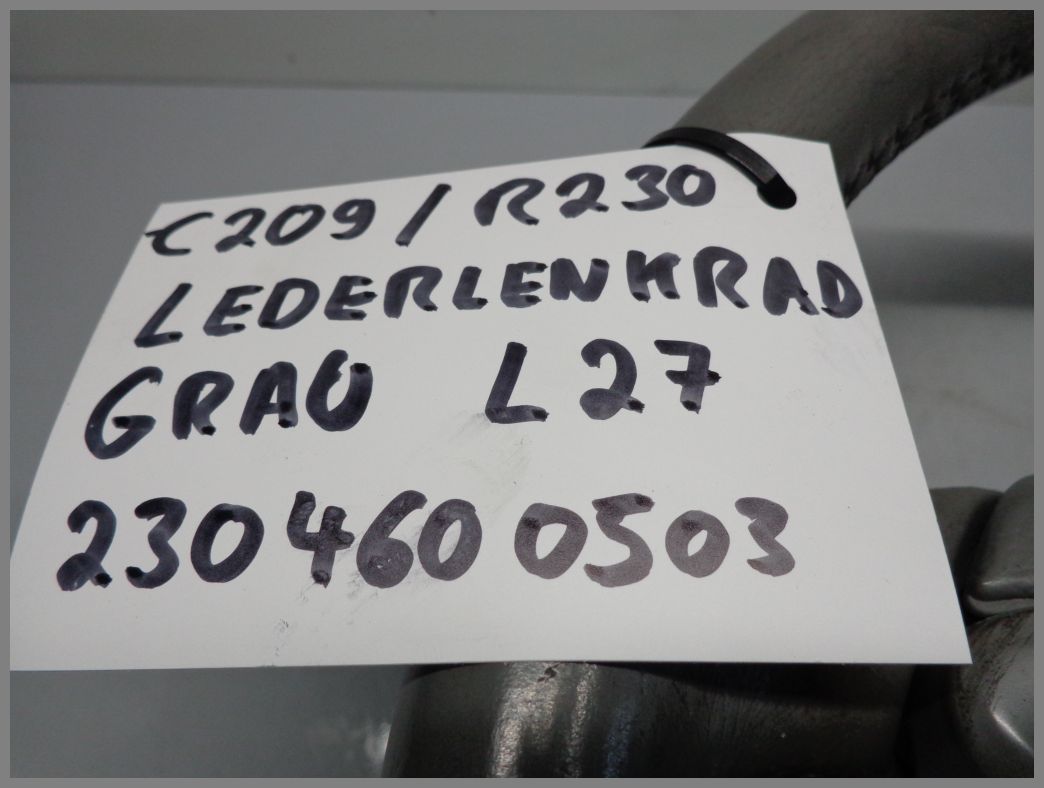 C209/R230
LEDERLENKRAD
GRAU L27
230 460 0503